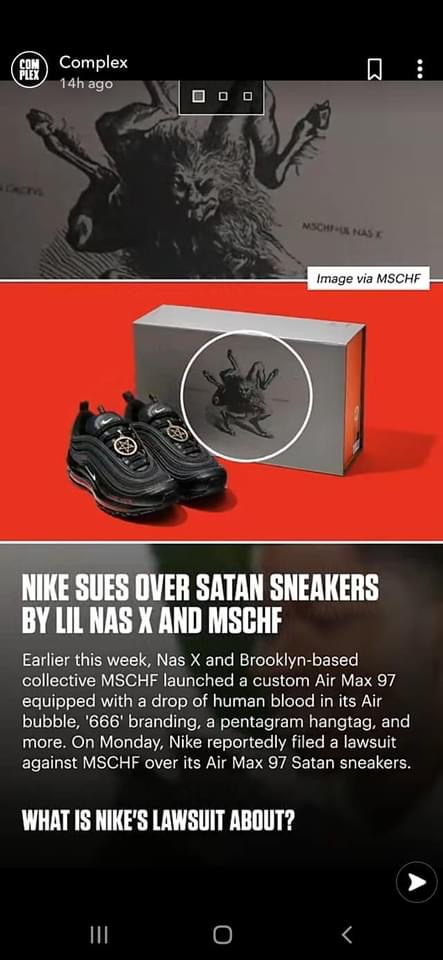 COM
PLEX
Complex
14h ago
MSCHF+LIL NAS X
Image via MSCHF
NIKE SUES OVER SATAN SNEAKERS
BY LIL NAS X AND MSCHF
Earlier this week, Nas X and Brooklyn-based
collective MSCHF launched a custom Air Max 97
equipped with a drop of human blood in its Air
bubble, '666' branding, a pentagram hangtag, and
more. On Monday, Nike reportedly filed a lawsuit
against MSCHF over its Air Max 97 Satan sneakers.
WHAT IS NIKE'S LAWSUIT ABOUT?